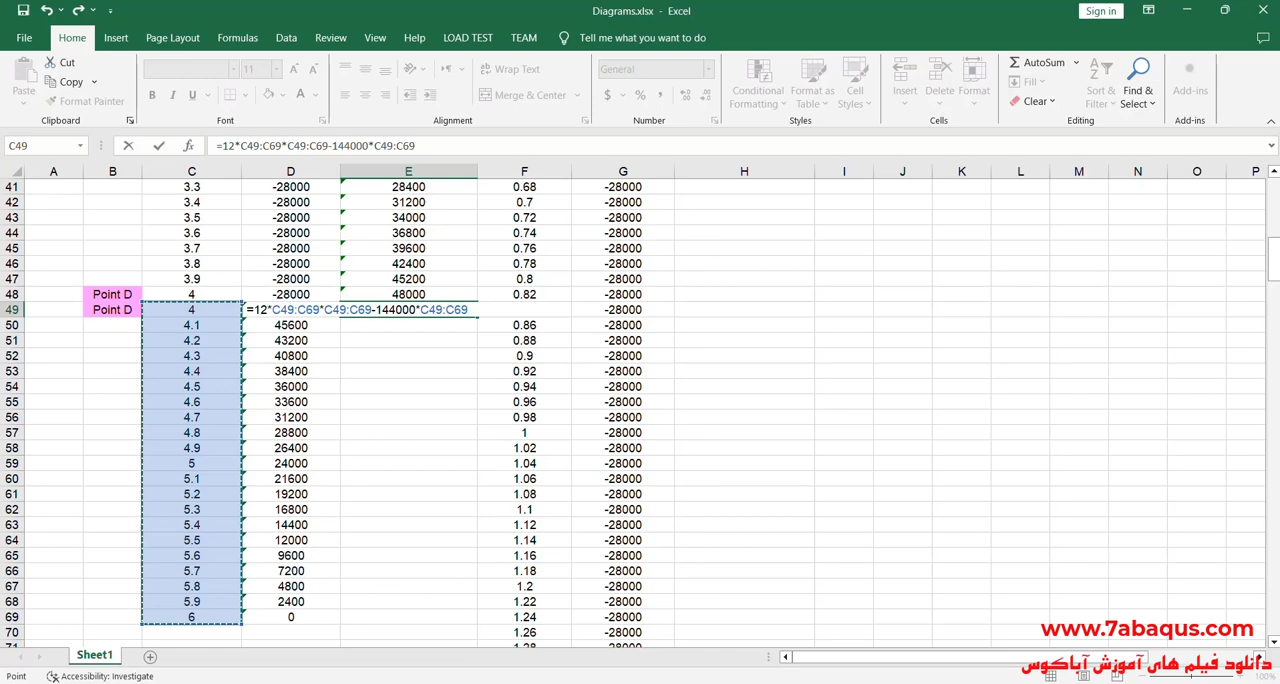 Diagrams.xlsx - Excel
Sign in
File Home Insert Page Layout Formulas Data Review View Help LOAD TEST TEAM Tell me what you want to do
Paste Cut Copy Format Painter Clipboard
11 B I U A Font
Wrap Text Merge & Center Alignment
General $ % , Number
Conditional Formatting Format as Table Cell Styles Styles
Insert Delete Format Cells
AutoSum Fill Clear Sort & Filter Find & Select Editing
Add-ins Add-ins
C49 fx =12*C49:C69*C49:C69-144000*C49:C69
A B C D E F G H I J K L M N O P
41 3.3 -28000 28400 0.68 -28000
42 3.4 -28000 31200 0.7 -28000
43 3.5 -28000 34000 0.72 -28000
44 3.6 -28000 36800 0.74 -28000
45 3.7 -28000 39600 0.76 -28000
46 3.8 -28000 42400 0.78 -28000
47 3.9 -28000 45200 0.8 -28000
48 Point D 4 -28000 48000 0.82 -28000
49 Point D 4 =12*C49:C69*C49:C69-144000*C49:C69 -28000
50 4.1 45600 0.86 -28000
51 4.2 43200 0.88 -28000
52 4.3 40800 0.9 -28000
53 4.4 38400 0.92 -28000
54 4.5 36000 0.94 -28000
55 4.6 33600 0.96 -28000
56 4.7 31200 0.98 -28000
57 4.8 28800 1 -28000
58 4.9 26400 1.02 -28000
59 5 24000 1.04 -28000
60 5.1 21600 1.06 -28000
61 5.2 19200 1.08 -28000
62 5.3 16800 1.1 -28000
63 5.4 14400 1.12 -28000
64 5.5 12000 1.14 -28000
65 5.6 9600 1.16 -28000
66 5.7 7200 1.18 -28000
67 5.8 4800 1.2 -28000
68 5.9 2400 1.22 -28000
69 6 0 1.24 -28000
70 1.26 -28000
www.7abaqus.com
Sheet1
دانلود فیلم های آموزش آباکوس
Point Accessibility: Investigate 100%